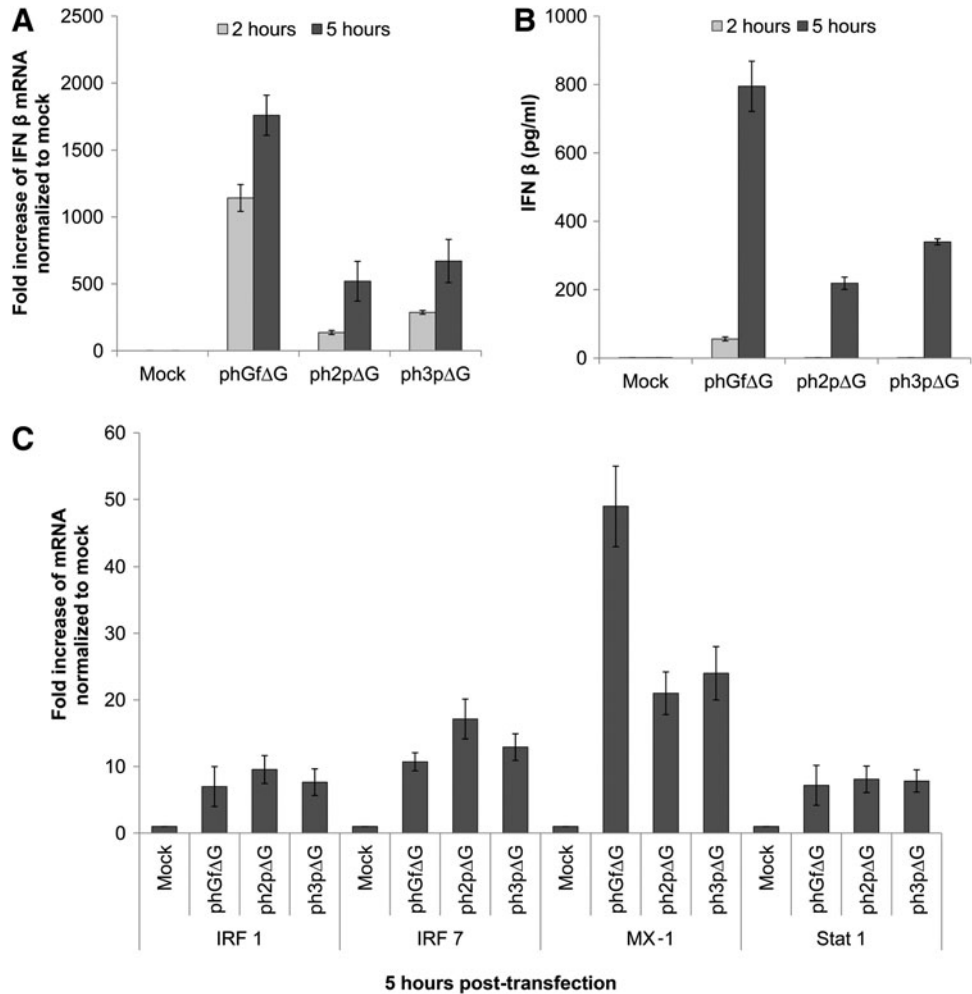 A
Fold increase of IFN β mRNA
normalized to mock
2500
2000
1500
1000
500
0
2 hours 5 hours
Mock phGfΔG ph2pΔG ph3pΔG
B
IFN β (pg/ml)
1000
800
600
400
200
0
2 hours 5 hours
Mock phGfΔG ph2pΔG ph3pΔG
C
Fold increase of mRNA
normalized to mock
60
50
40
30
20
10
0
Mock phGfΔG ph2pΔG ph3pΔG Mock phGfΔG ph2pΔG ph3pΔG Mock phGfΔG ph2pΔG ph3pΔG Mock phGfΔG ph2pΔG ph3pΔG
IRF 1 IRF 7 MX-1 Stat 1
5 hours post-transfection